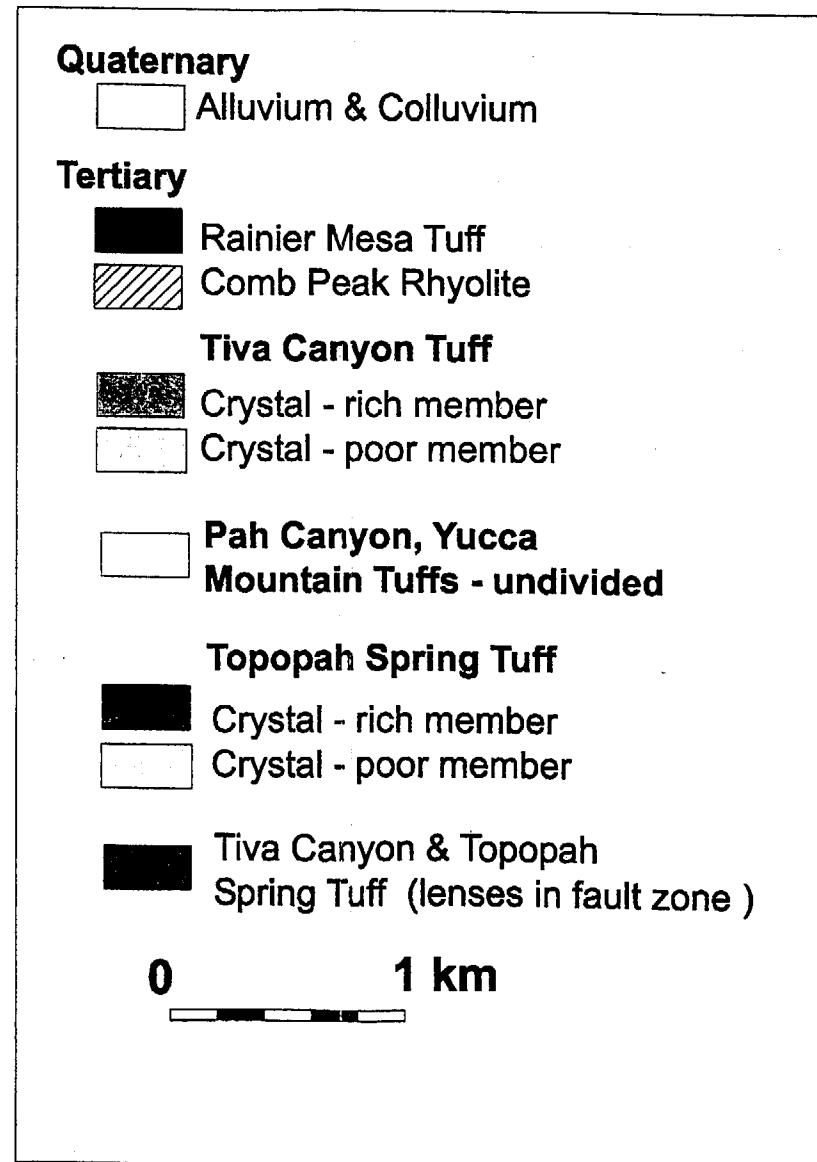 Quaternary
Alluvium & Colluvium
Tertiary
Rainier Mesa Tuff
Comb Peak Rhyolite
Tiva Canyon Tuff
Crystal - rich member
Crystal - poor member
Pah Canyon, Yucca
Mountain Tuffs - undivided
Topopah Spring Tuff
Crystal - rich member
Crystal - poor member
Tiva Canyon & Topopah
Spring Tuff (lenses in fault zone )
0 1 km